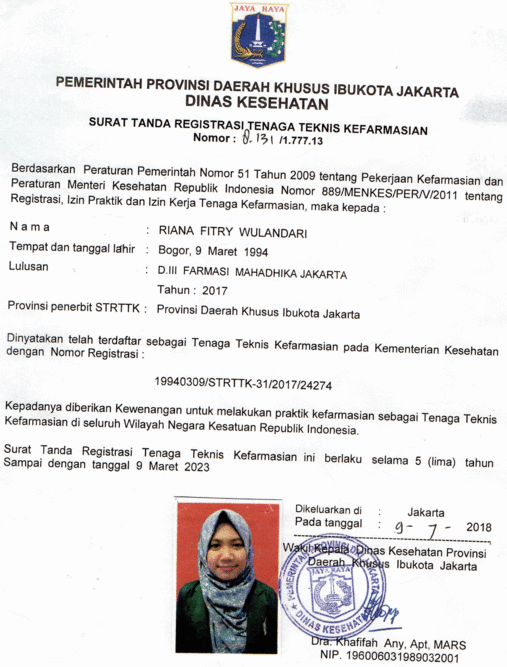 JAYA RAYA
PEMERINTAH PROVINSI DAERAH KHUSUS IBUKOTA JAKARTA
DINAS KESEHATAN
SURAT TANDA REGISTRASI TENAGA TEKNIS KEFARMASIAN
Nomor : 8.131 /1.777.13
Berdasarkan Peraturan Pemerintah Nomor 51 Tahun 2009 tentang Pekerjaan Kefarmasian dan
Peraturan Menteri Kesehatan Republik Indonesia Nomor 889/MENKES/PER/V/2011 tentang
Registrasi, Izin Praktik dan Izin Kerja Tenaga Kefarmasian, maka kepada :
N a m a : RIANA FITRY WULANDARI
Tempat dan tanggal lahir : Bogor, 9 Maret 1994
Lulusan : D.III FARMASI MAHADHIKA JAKARTA
Tahun : 2017
Provinsi penerbit STRTTK : Provinsi Daerah Khusus Ibukota Jakarta
Dinyatakan telah terdaftar sebagai Tenaga Teknis Kefarmasian pada Kementerian Kesehatan
dengan Nomor Registrasi :
19940309/STRTTK-31/2017/24274
Kepadanya diberikan Kewenangan untuk melakukan praktik kefarmasian sebagai Tenaga Teknis
Kefarmasian di seluruh Wilayah Negara Kesatuan Republik Indonesia.
Surat Tanda Registrasi Tenaga Teknis Kefarmasian ini berlaku selama 5 (lima) tahun
Sampai dengan tanggal 9 Maret 2023
Dikeluarkan di : Jakarta
Pada tanggal : 9 - 7 - 2018
Wakil Kepala Dinas Kesehatan Provinsi
Daerah Khusus Ibukota Jakarta
JAYA RAYA
DINAS KESEHATAN
Dra. Khafifah Any, Apt, MARS
NIP. 196006031989032001